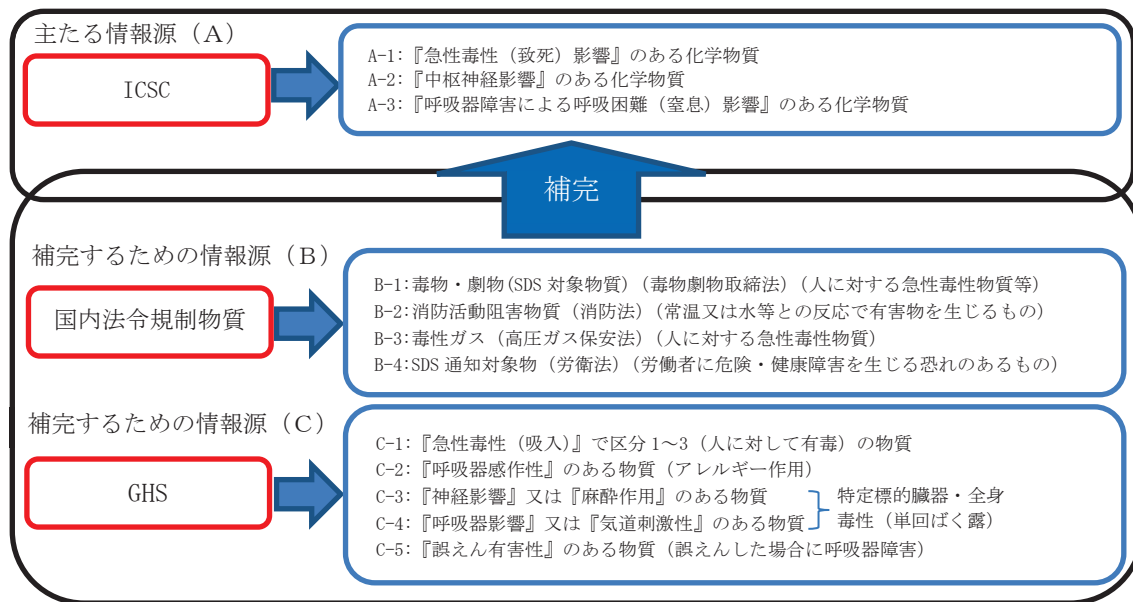 主たる情報源（Ａ）
ICSC
A-1:『急性毒性（致死）影響』のある化学物質
A-2:『中枢神経影響』のある化学物質
A-3:『呼吸器障害による呼吸困難（窒息）影響』のある化学物質
補完
補完するための情報源（Ｂ）
国内法令規制物質
B-1:毒物・劇物(SDS 対象物質）（毒物劇物取締法）（人に対する急性毒性物質等）
B-2:消防活動阻害物質（消防法）（常温又は水等との反応で有害物を生じるもの）
B-3:毒性ガス（高圧ガス保安法）（人に対する急性毒性物質）
B-4:SDS 通知対象物（労衛法）（労働者に危険・健康障害を生じる恐れのあるもの）
補完するための情報源（Ｃ）
GHS
C-1:『急性毒性（吸入）』で区分 1～3（人に対して有毒）の物質
C-2:『呼吸器感作性』のある物質（アレルギー作用）
C-3:『神経影響』又は『麻酔作用』のある物質
C-4:『呼吸器影響』又は『気道刺激性』のある物質
特定標的臓器・全身
毒性（単回ばく露）
C-5:『誤えん有害性』のある物質（誤えんした場合に呼吸器障害）